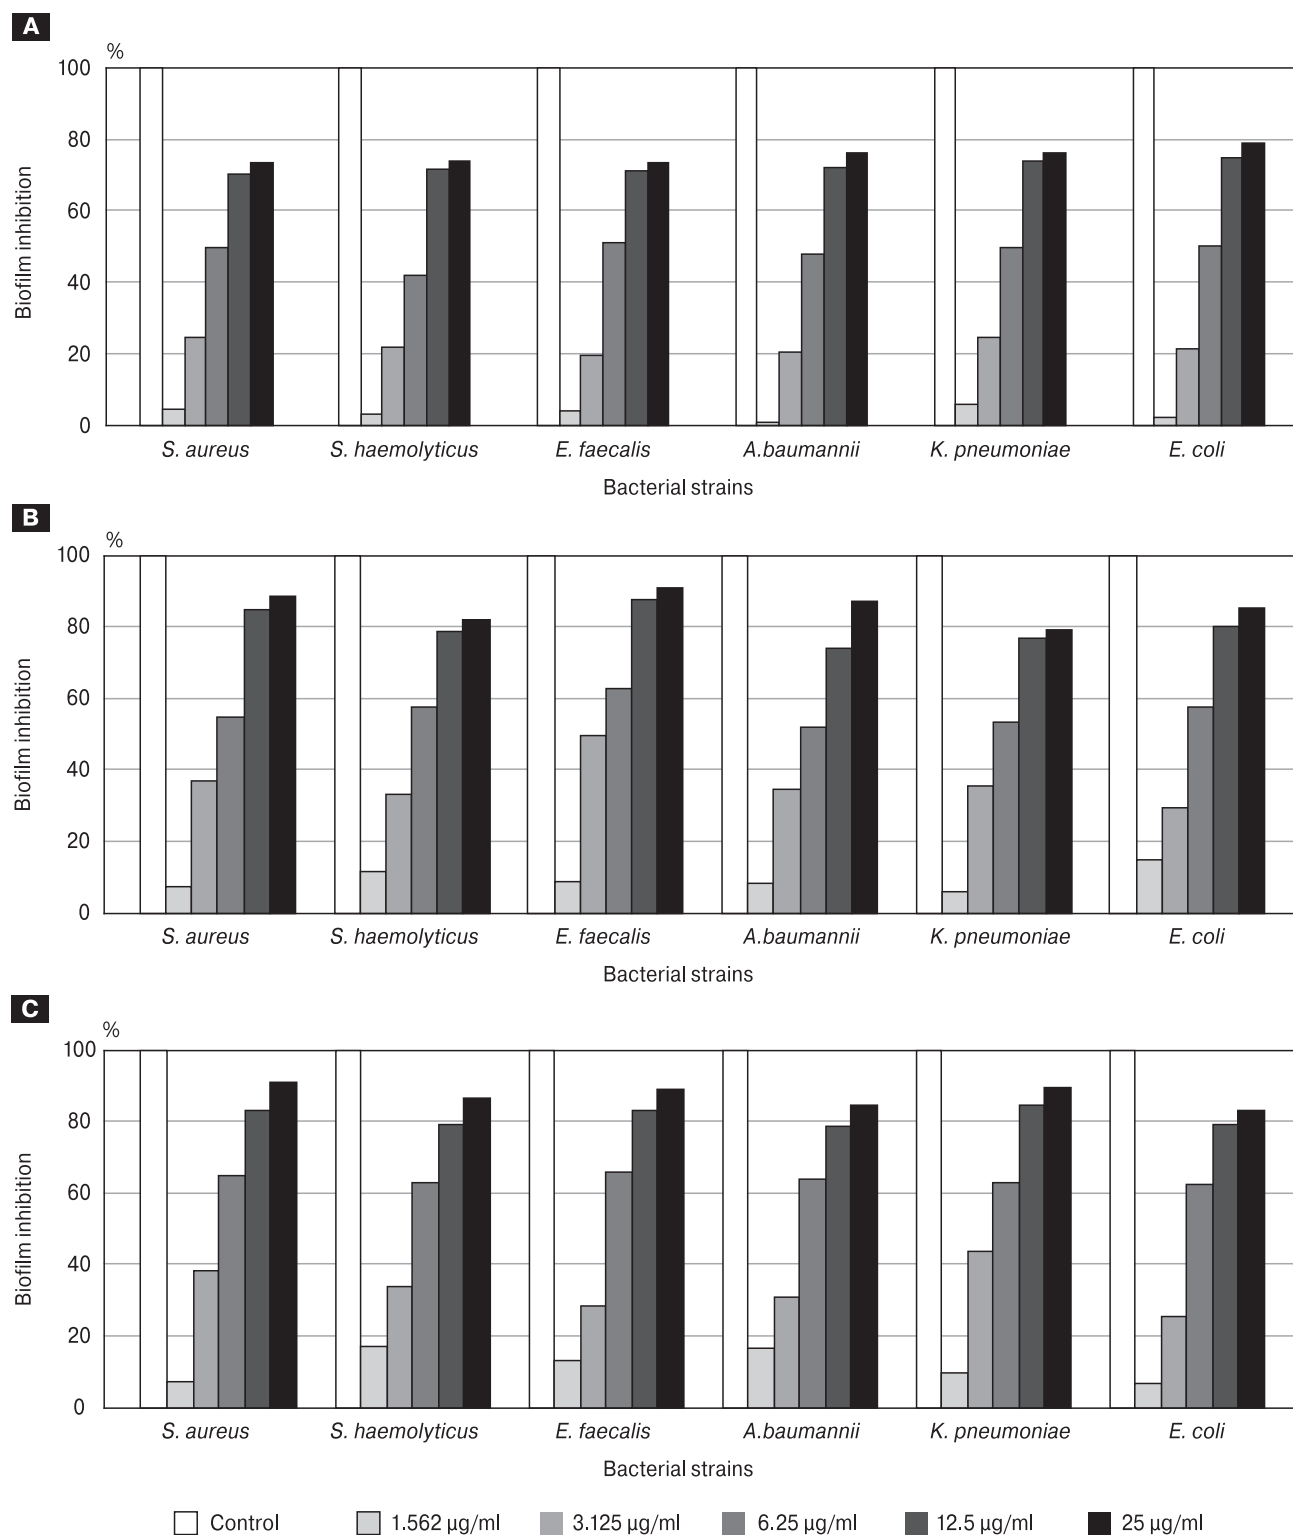 A
%
100
80
60
40
20
0
Biofilm inhibition
S. aureus S. haemolyticus E. faecalis A.baumannii K. pneumoniae E. coli
Bacterial strains
B
%
100
80
60
40
20
0
Biofilm inhibition
S. aureus S. haemolyticus E. faecalis A.baumannii K. pneumoniae E. coli
Bacterial strains
C
%
100
80
60
40
20
0
Biofilm inhibition
S. aureus S. haemolyticus E. faecalis A.baumannii K. pneumoniae E. coli
Bacterial strains
Control 1.562 µg/ml 3.125 µg/ml 6.25 µg/ml 12.5 µg/ml 25 µg/ml